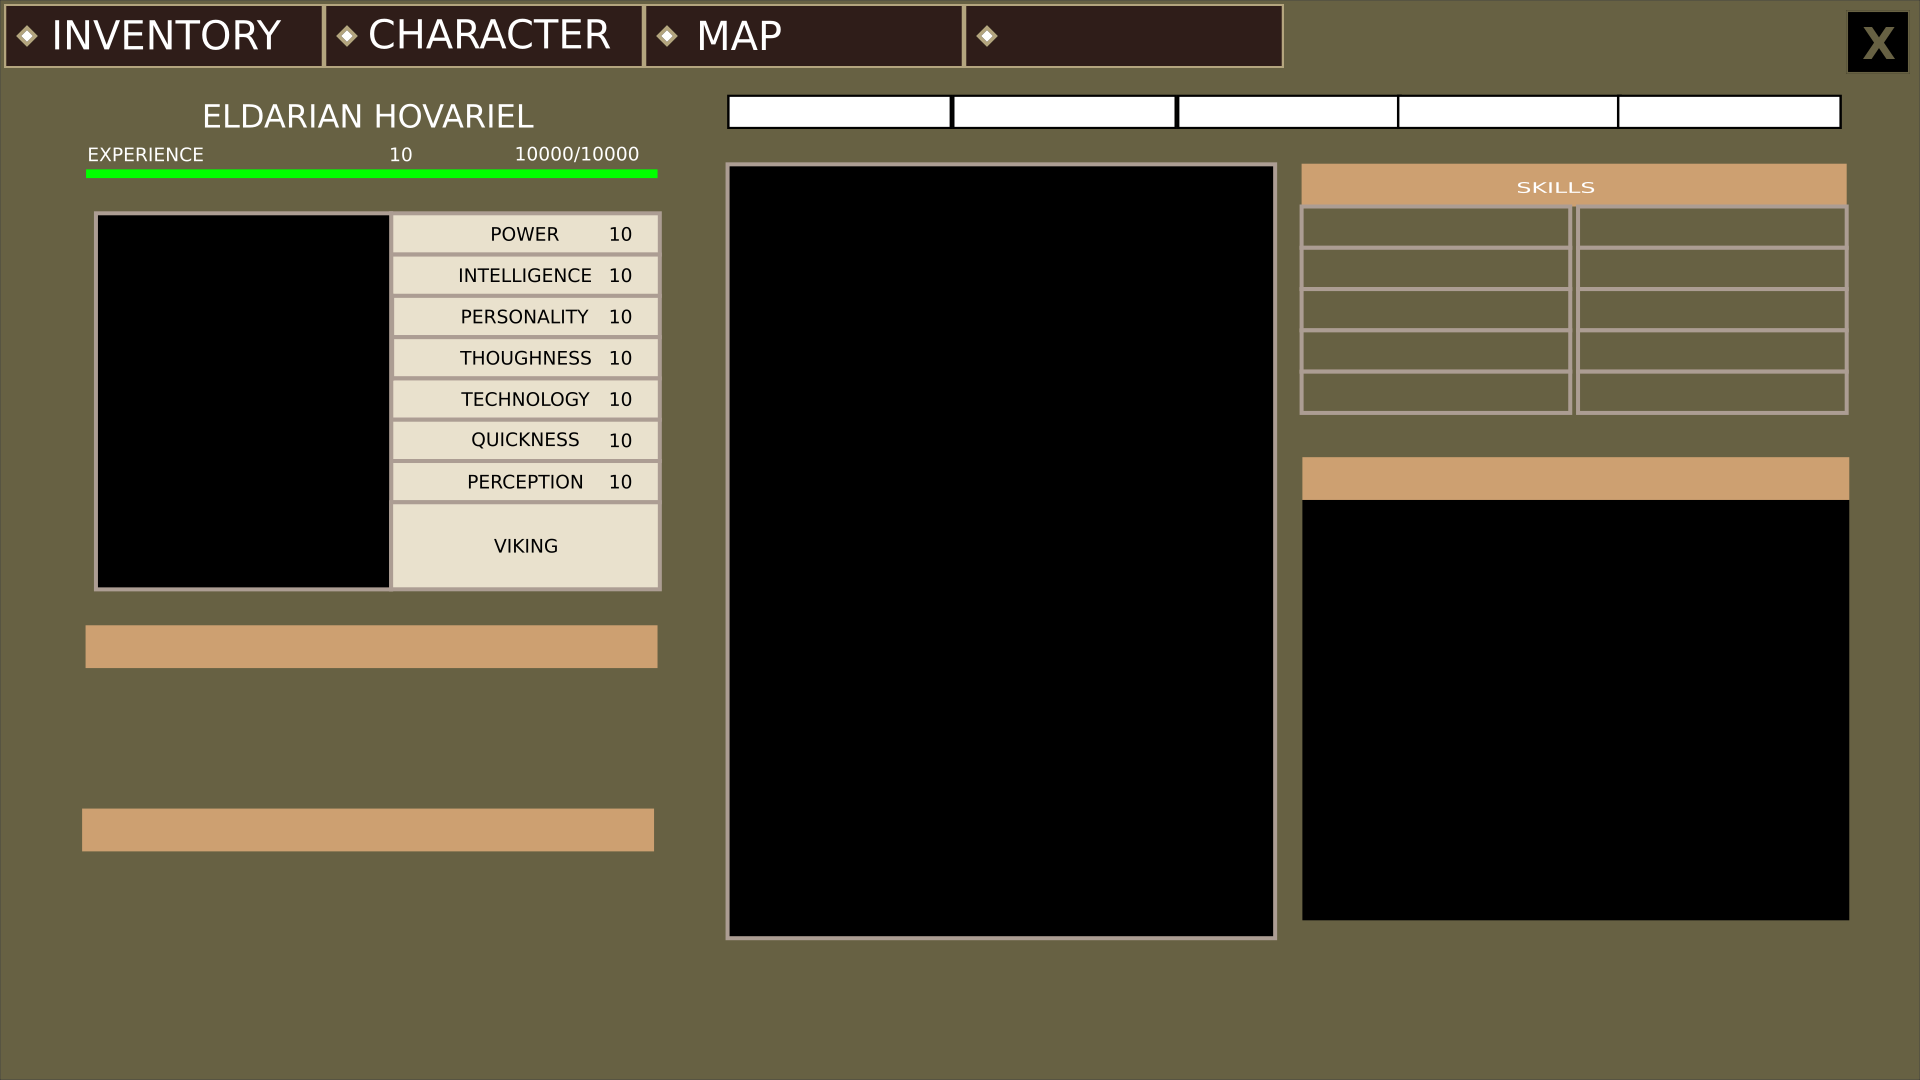 INVENTORY CHARACTER MAP X
ELDARIAN HOVARIEL
EXPERIENCE 10 10000/10000
SKILLS
POWER 10
INTELLIGENCE 10
PERSONALITY 10
THOUGHNESS 10
TECHNOLOGY 10
QUICKNESS 10
PERCEPTION 10
VIKING